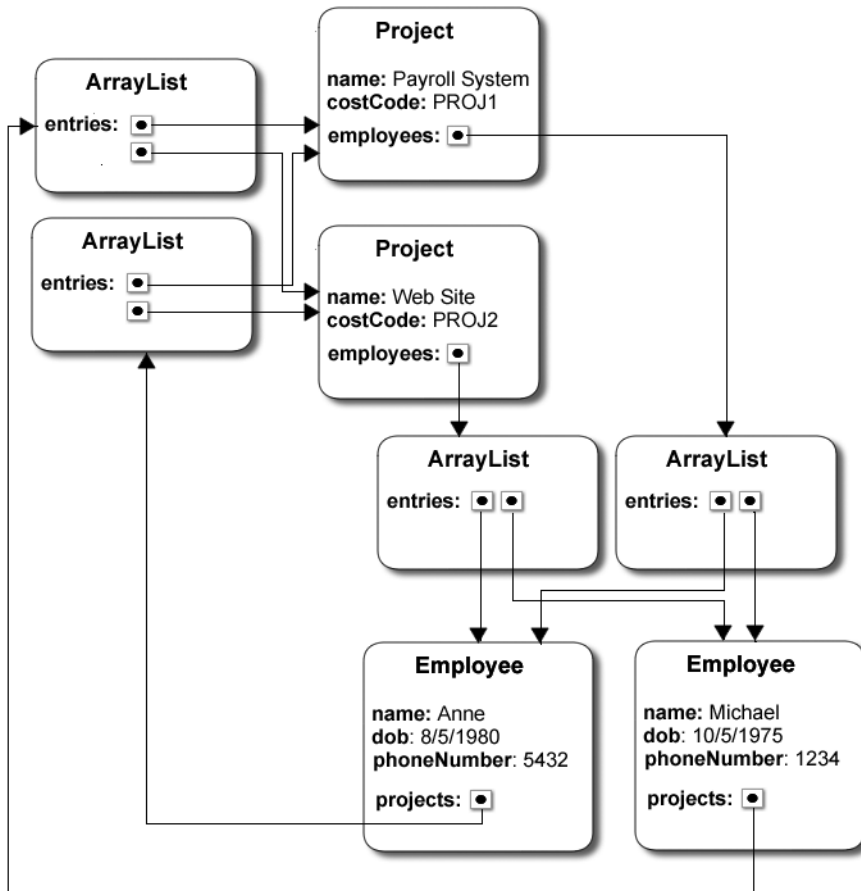 Project
name: Payroll System
costCode: PROJ1
employees:
ArrayList
entries:
ArrayList
entries:
Project
name: Web Site
costCode: PROJ2
employees:
ArrayList
entries:
ArrayList
entries:
Employee
name: Anne
dob: 8/5/1980
phoneNumber: 5432
projects:
Employee
name: Michael
dob: 10/5/1975
phoneNumber: 1234
projects: